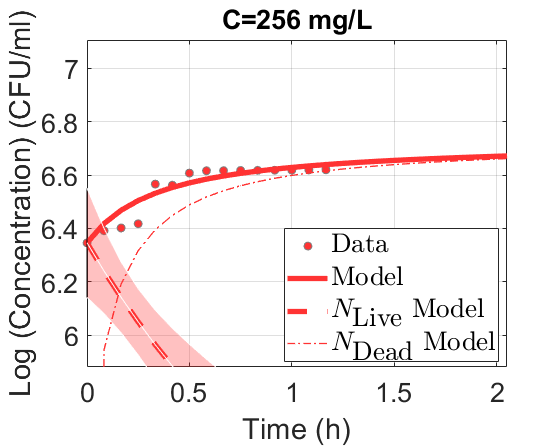 C=256 mg/L
Log (Concentration) (CFU/ml)
7
6.8
6.6
6.4
6.2
6
0 0.5 1 1.5 2
Time (h)
Data
Model
N_Live Model
N_Dead Model